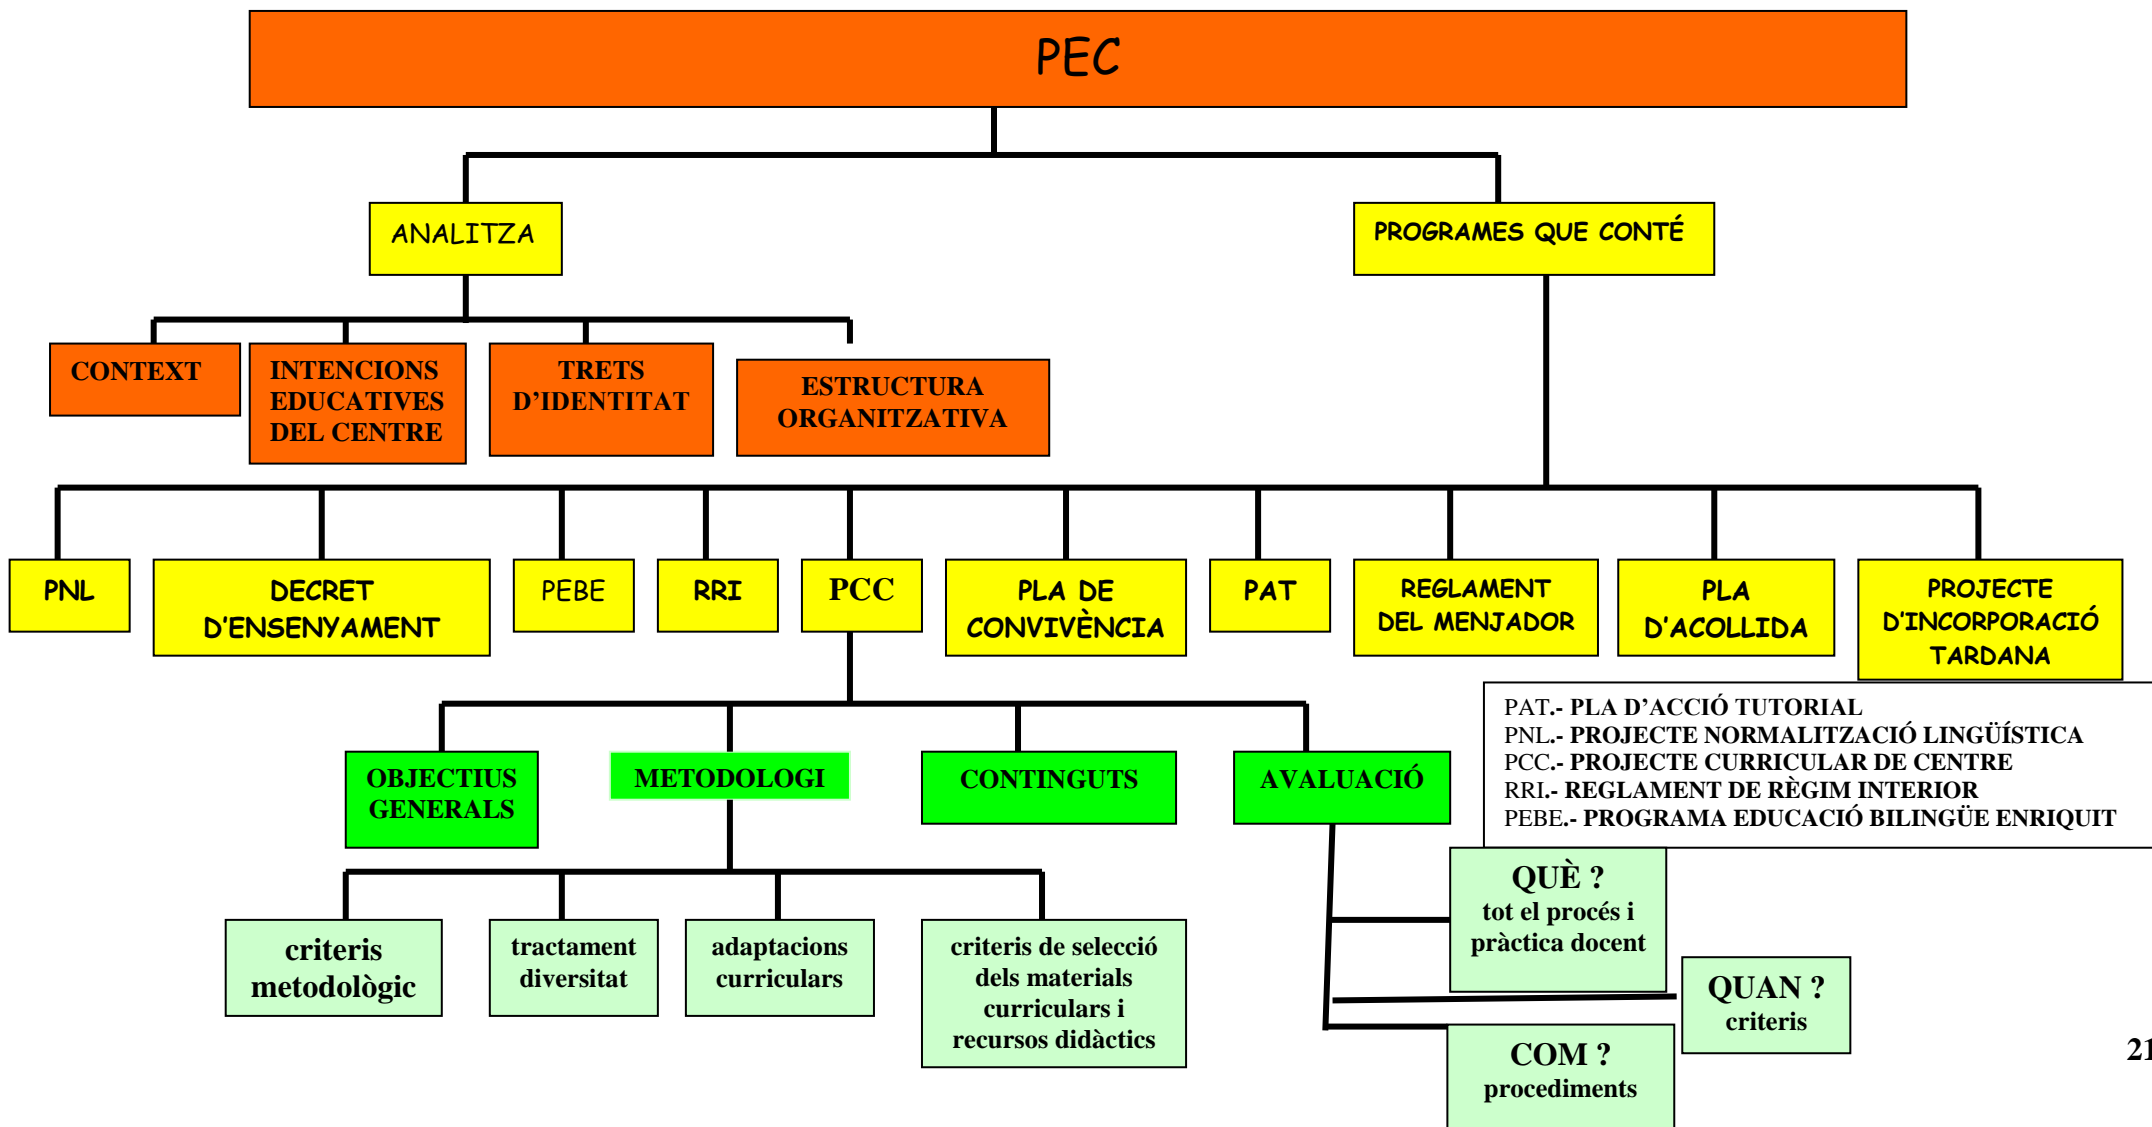 PEC
ANALITZA
PROGRAMES QUE CONTÉ
CONTEXT
INTENCIONS
EDUCATIVES
DEL CENTRE
TRETS
D’IDENTITAT
ESTRUCTURA
ORGANITZATIVA
PNL
DECRET
D’ENSENYAMENT
PEBE
RRI
PCC
PLA DE
CONVIVÈNCIA
PAT
REGLAMENT
DEL MENJADOR
PLA
D’ACOLLIDA
PROJECTE
D’INCORPORACIÓ
TARDANA
PAT.- PLA D’ACCIÓ TUTORIAL
PNL.- PROJECTE NORMALITZACIÓ LINGÜÍSTICA
PCC.- PROJECTE CURRICULAR DE CENTRE
RRI.- REGLAMENT DE RÈGIM INTERIOR
PEBE.- PROGRAMA EDUCACIÓ BILINGÜE ENRIQUIT
OBJECTIUS
GENERALS
METODOLOGI
CONTINGUTS
AVALUACIÓ
criteris
metodològic
tractament
diversitat
adaptacions
curriculars
criteris de selecció
dels materials
curriculars i
recursos didàctics
QUÈ ?
tot el procés i
pràctica docent
QUAN ?
criteris
COM ?
procediments
21